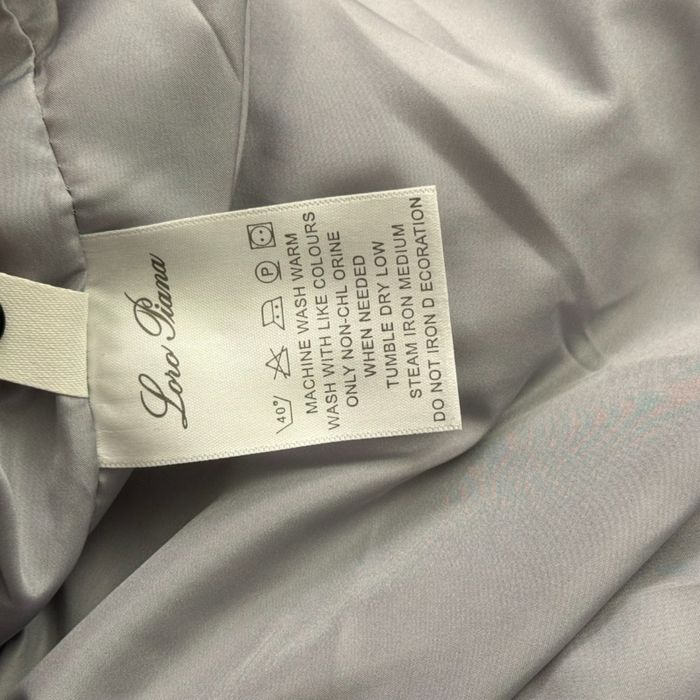 Loro Piana
40°
P
MACHINE WASH WARM
WASH WITH LIKE COLOURS
ONLY NON-CHL ORINE
WHEN NEEDED
TUMBLE DRY LOW
STEAM IRON MEDIUM
DO NOT IRON D ECORATION